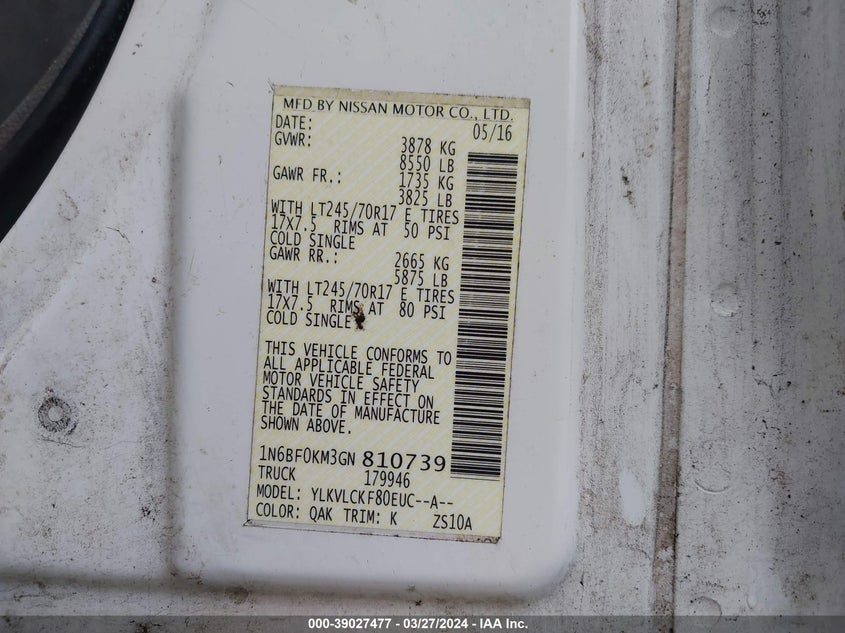 MFD BY NISSAN MOTOR CO., LTD.
DATE: 05/16
GVWR: 3878 KG
8550 LB
GAWR FR.: 1735 KG
3825 LB
WITH LT245/70R17 E TIRES
17X7.5 RIMS AT 50 PSI
COLD SINGLE
GAWR RR.: 2665 KG
5875 LB
WITH LT245/70R17 E TIRES
17X7.5 RIMS AT 80 PSI
COLD SINGLE
THIS VEHICLE CONFORMS TO
ALL APPLICABLE FEDERAL
MOTOR VEHICLE SAFETY
STANDARDS IN EFFECT ON
THE DATE OF MANUFACTURE
SHOWN ABOVE.
1N6BF0KM3GN 810739
TRUCK 179946
MODEL: YLKVLCKF80EUC--A--
COLOR: QAK TRIM: K ZS10A
000-39027477 - 03/27/2024 - IAA, Inc.